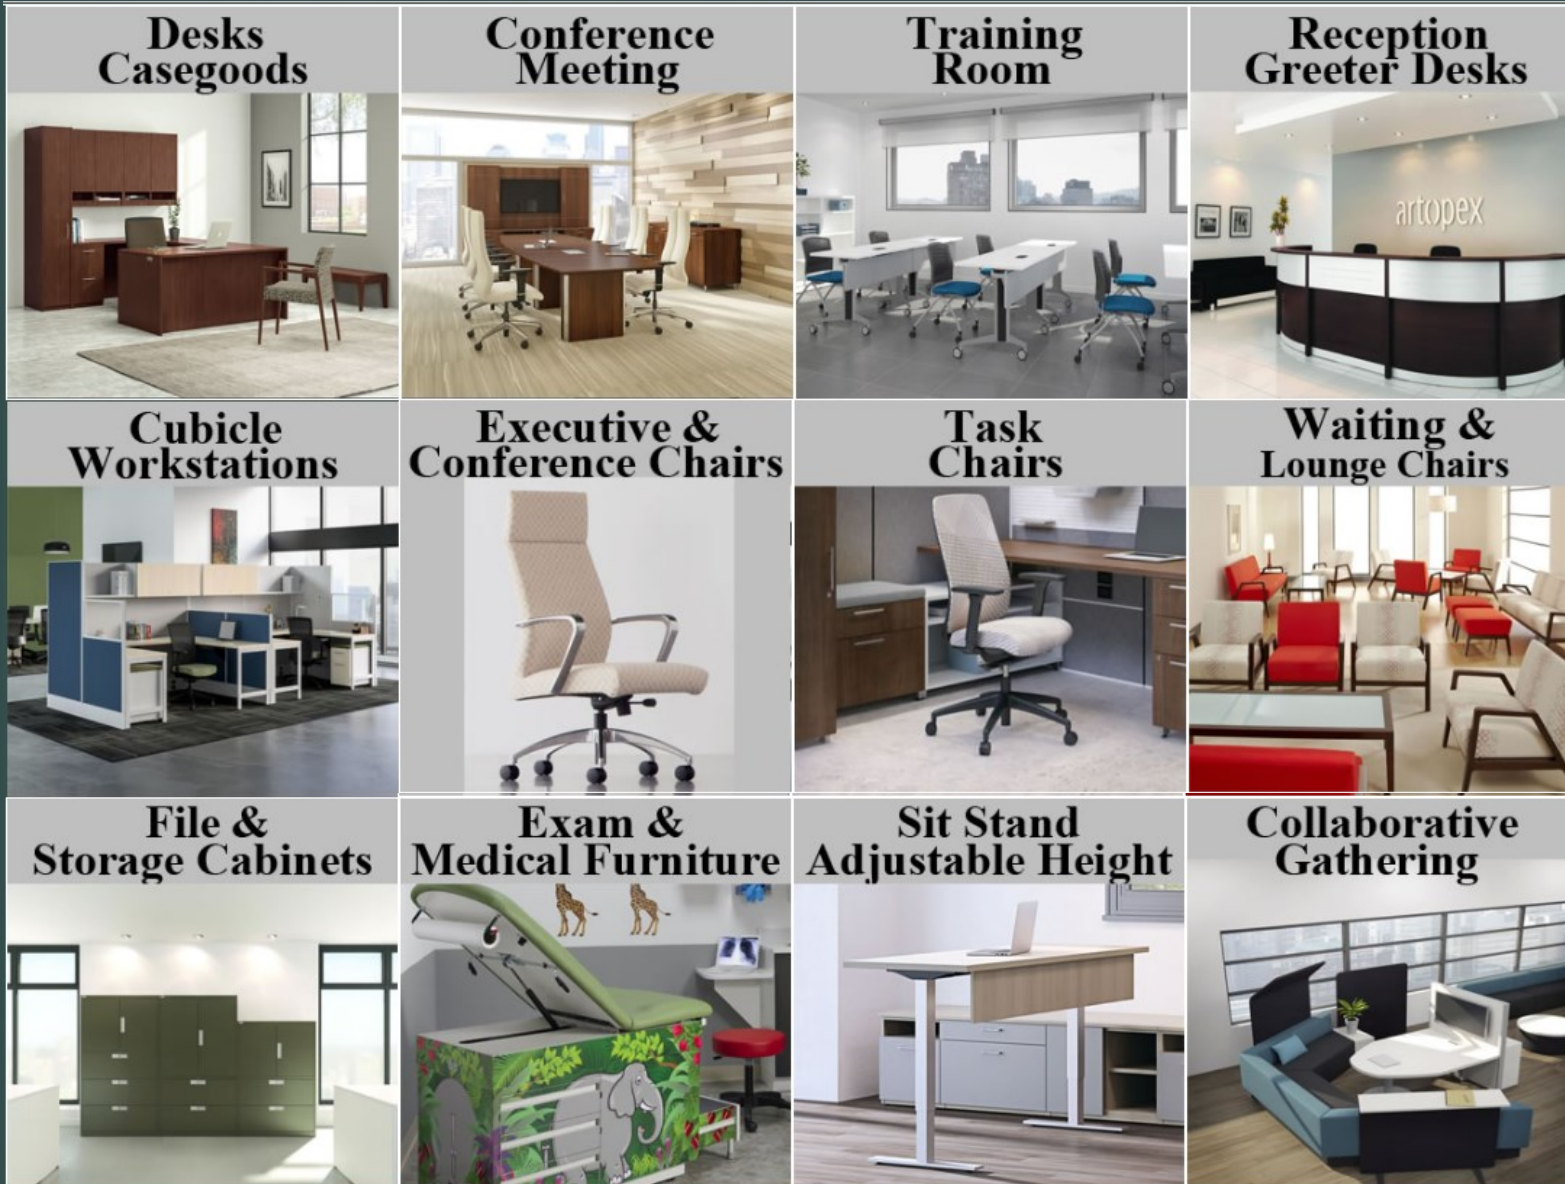 Desks
Casegoods
Conference
Meeting
Training
Room
Reception
Greeter Desks
artopex
Cubicle
Workstations
Executive &
Conference Chairs
Task
Chairs
Waiting &
Lounge Chairs
File &
Storage Cabinets
Exam &
Medical Furniture
Sit Stand
Adjustable Height
Collaborative
Gathering